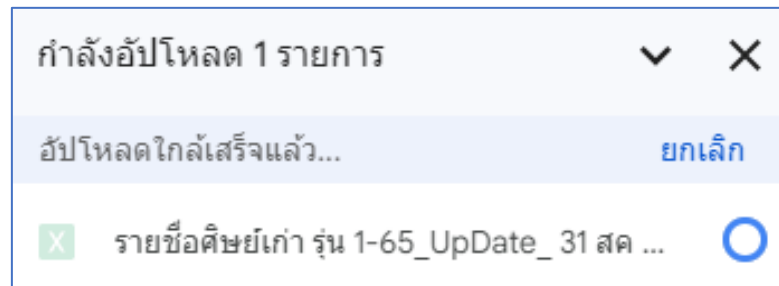 กำลังอัปโหลด 1 รายการ
อัปโหลดใกล้เสร็จแล้ว... ยกเลิก
X รายชื่อศิษย์เก่า รุ่น 1-65_UpDate_ 31 สค ...